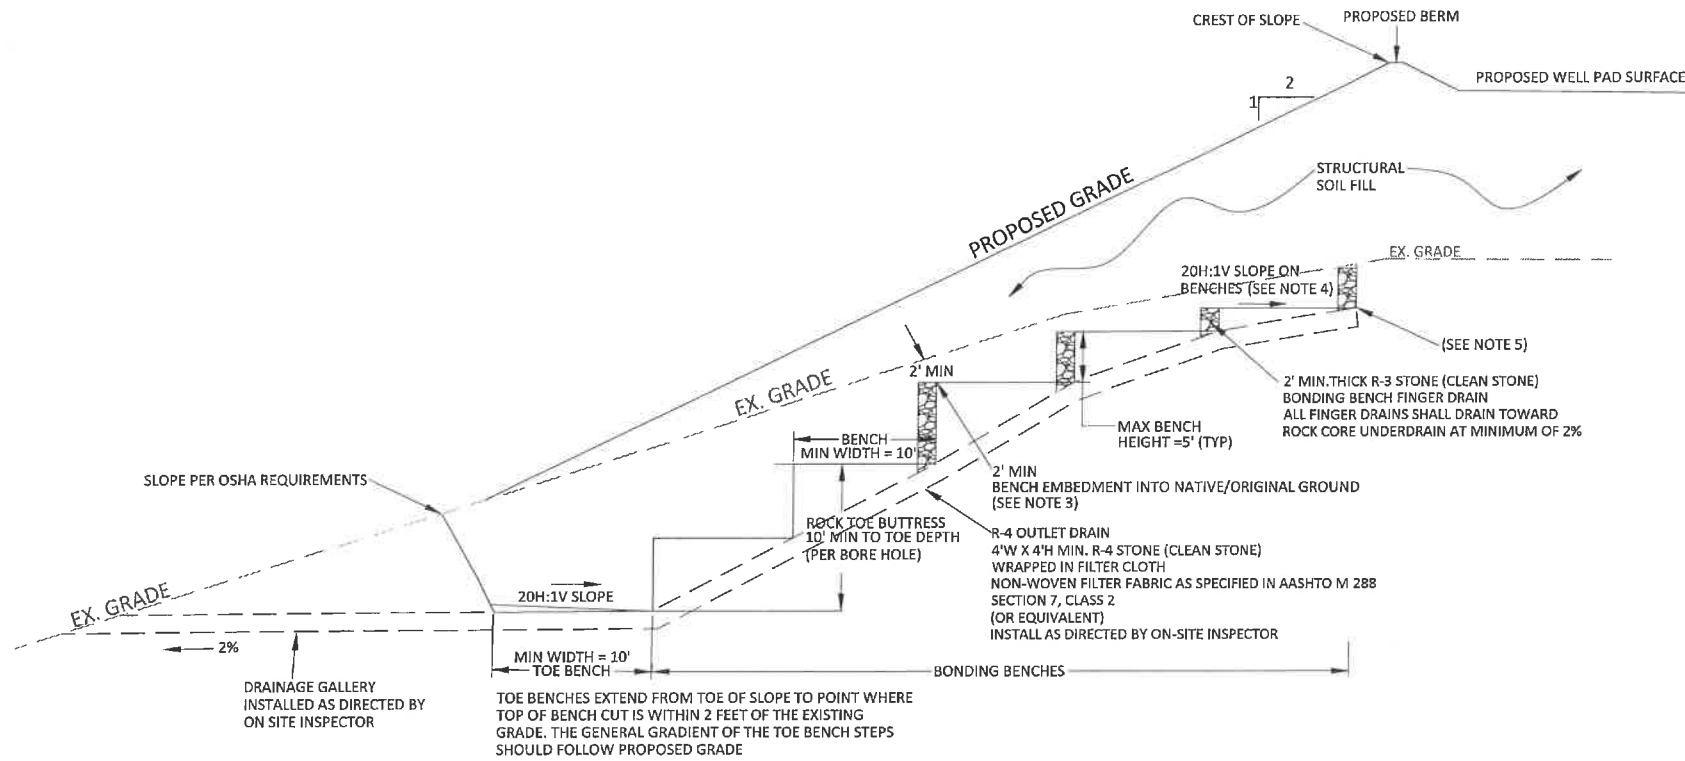 CREST OF SLOPE
PROPOSED BERM
PROPOSED WELL PAD SURFACE
2
1
STRUCTURAL
SOIL FILL
PROPOSED GRADE
EX. GRADE
20H:1V SLOPE ON
BENCHES (SEE NOTE 4)
(SEE NOTE 5)
2' MIN
EX. GRADE
2' MIN.THICK R-3 STONE (CLEAN STONE)
BONDING BENCH FINGER DRAIN
ALL FINGER DRAINS SHALL DRAIN TOWARD
ROCK CORE UNDERDRAIN AT MINIMUM OF 2%
MAX BENCH
HEIGHT =5' (TYP)
BENCH
MIN WIDTH = 10'
2' MIN
BENCH EMBEDMENT INTO NATIVE/ORIGINAL GROUND
(SEE NOTE 3)
SLOPE PER OSHA REQUIREMENTS
ROCK TOE BUTTRESS
10' MIN TO TOE DEPTH
(PER BORE HOLE)
R-4 OUTLET DRAIN
4'W X 4'H MIN. R-4 STONE (CLEAN STONE)
WRAPPED IN FILTER CLOTH
NON-WOVEN FILTER FABRIC AS SPECIFIED IN AASHTO M 288
SECTION 7, CLASS 2
(OR EQUIVALENT)
INSTALL AS DIRECTED BY ON-SITE INSPECTOR
20H:1V SLOPE
EX. GRADE
2%
MIN WIDTH = 10'
TOE BENCH
BONDING BENCHES
DRAINAGE GALLERY
INSTALLED AS DIRECTED BY
ON SITE INSPECTOR
TOE BENCHES EXTEND FROM TOE OF SLOPE TO POINT WHERE
TOP OF BENCH CUT IS WITHIN 2 FEET OF THE EXISTING
GRADE. THE GENERAL GRADIENT OF THE TOE BENCH STEPS
SHOULD FOLLOW PROPOSED GRADE